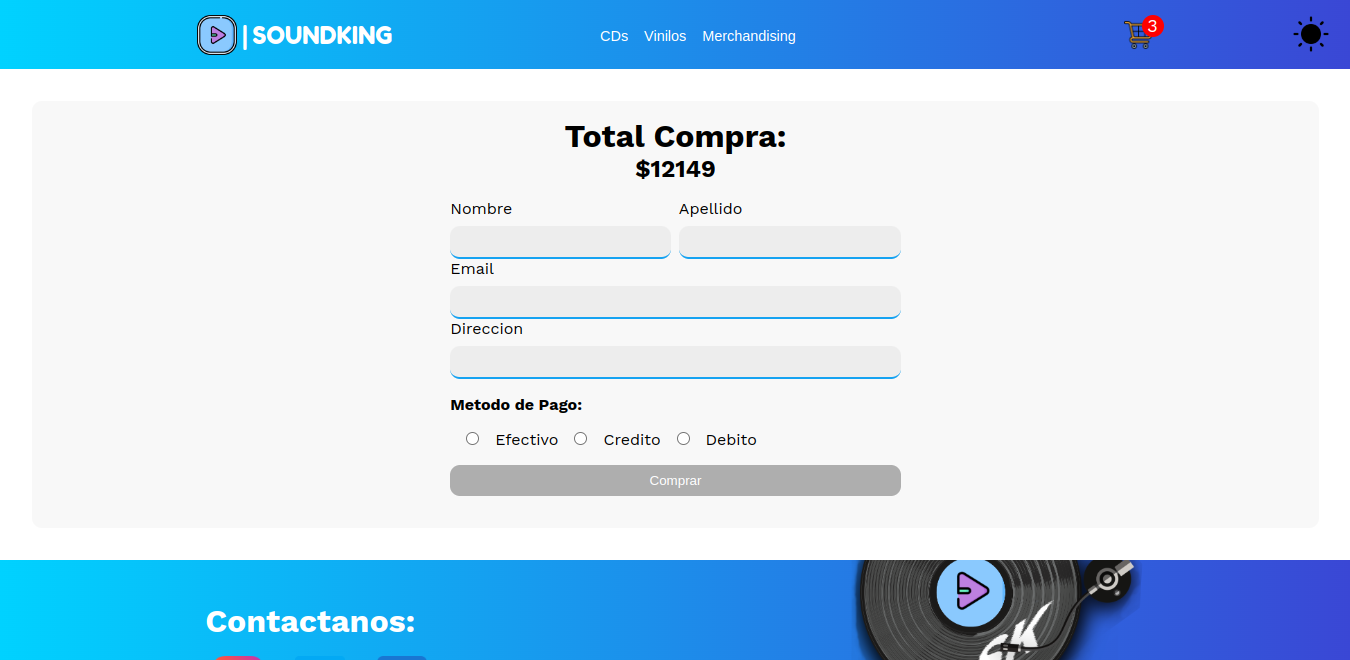 | SOUNDKING
CDs Vinilos Merchandising
3
Total Compra:
$12149
Nombre Apellido
Email
Direccion
Metodo de Pago:
Efectivo Credito Debito
Comprar
Contactanos:
SK